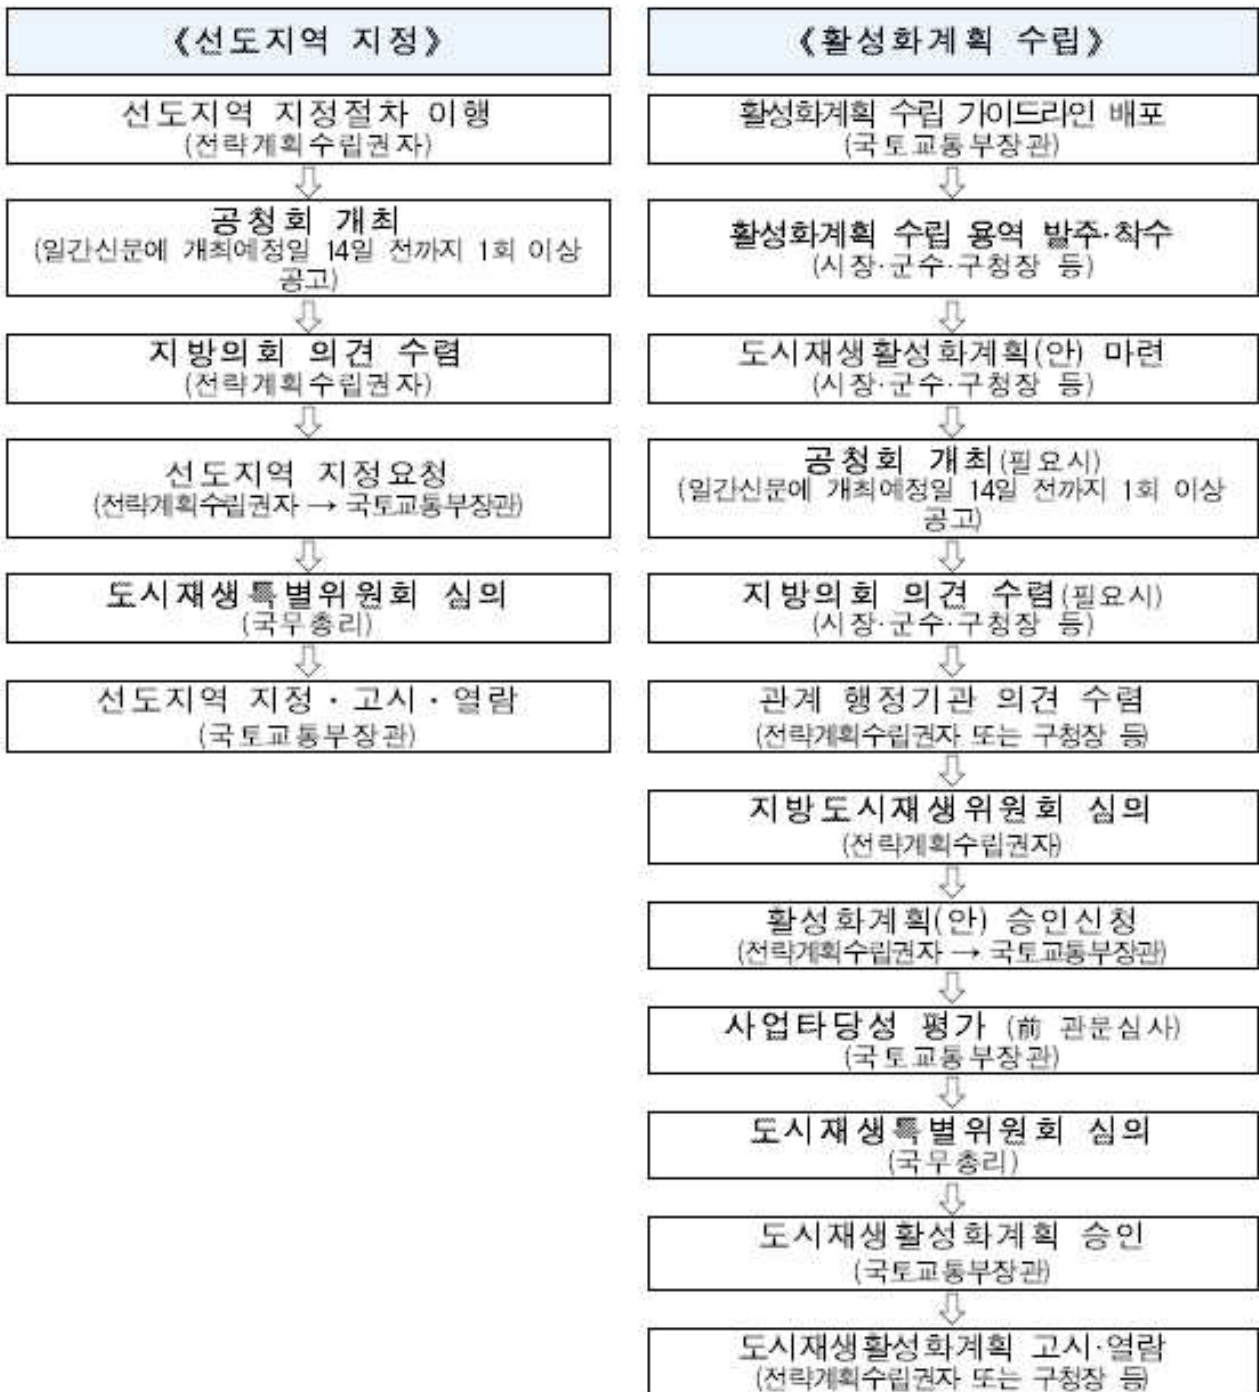 《선도지역 지정》
선도지역 지정절차 이행
(전략계획수립권자)
공청회 개최
(일간신문에 개최예정일 14일 전까지 1회 이상
공고)
지방의회 의견 수렴
(전략계획수립권자)
선도지역 지정요청
(전략계획수립권자 → 국토교통부장관)
도시재생특별위원회 심의
(국무총리)
선도지역 지정·고시·열람
(국토교통부장관)
《활성화계획 수립》
활성화계획 수립 가이드라인 배포
(국토교통부장관)
활성화계획 수립 용역 발주·착수
(시장·군수·구청장 등)
도시재생활성화계획(안) 마련
(시장·군수·구청장 등)
공청회 개최(필요시)
(일간신문에 개최예정일 14일 전까지 1회 이상
공고)
지방의회 의견 수렴(필요시)
(시장·군수·구청장 등)
관계 행정기관 의견 수렴
(전략계획수립권자 또는 구청장 등)
지방도시재생위원회 심의
(전략계획수립권자)
활성화계획(안) 승인신청
(전략계획수립권자 → 국토교통부장관)
사업타당성 평가 (前 관문심사)
(국토교통부장관)
도시재생특별위원회 심의
(국무총리)
도시재생활성화계획 승인
(국토교통부장관)
도시재생활성화계획 고시·열람
(전략계획수립권자 또는 구청장 등)